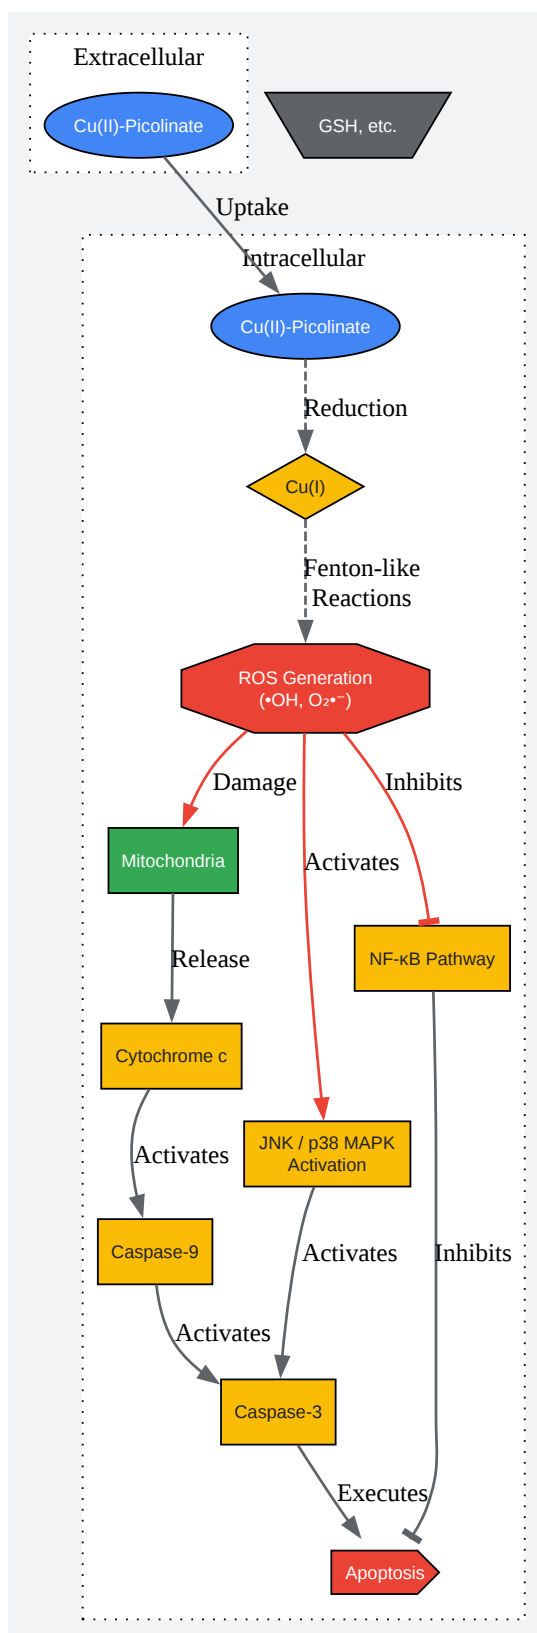 Extracellular
Cu(II)-Picolinate
GSH, etc.
Uptake
Intracellular
Cu(II)-Picolinate
Reduction
Cu(I)
Fenton-like
Reactions
ROS Generation
(•OH, O₂•⁻)
Damage
Inhibits
Mitochondria
Activates
Release
NF-κB Pathway
Cytochrome c
JNK / p38 MAPK
Activation
Activates
Caspase-9
Activates
Inhibits
Activates
Caspase-3
Executes
Apoptosis